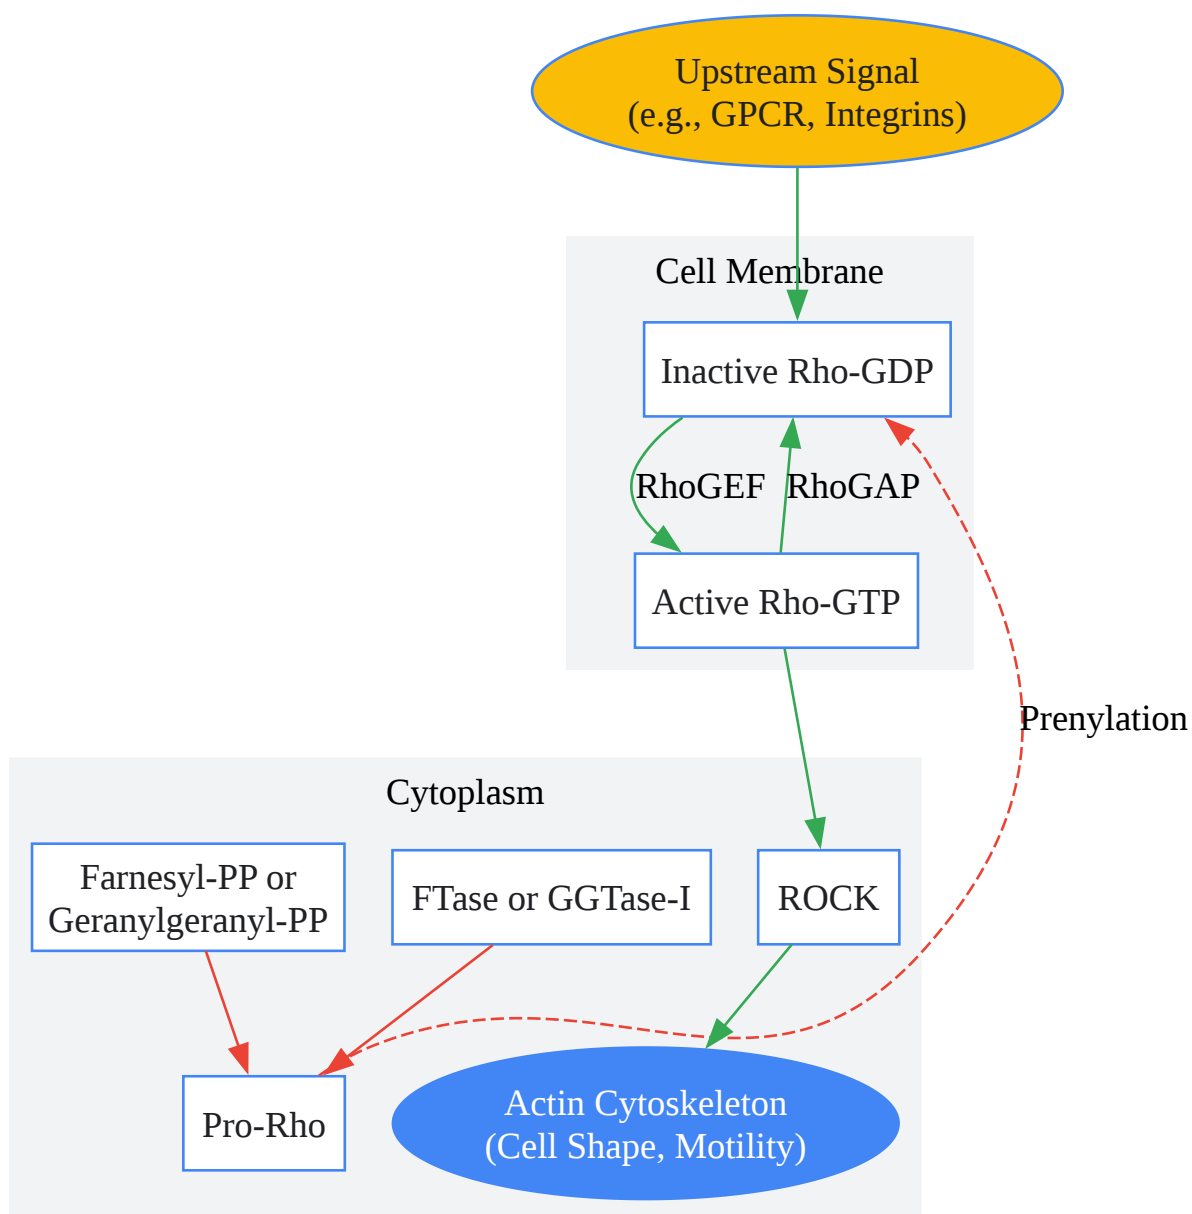 Upstream Signal
(e.g., GPCR, Integrins)
Cell Membrane
Inactive Rho-GDP
RhoGEF
RhoGAP
Active Rho-GTP
Prenylation
Cytoplasm
Farnesyl-PP or
Geranylgeranyl-PP
FTase or GGTase-I
ROCK
Pro-Rho
Actin Cytoskeleton
(Cell Shape, Motility)